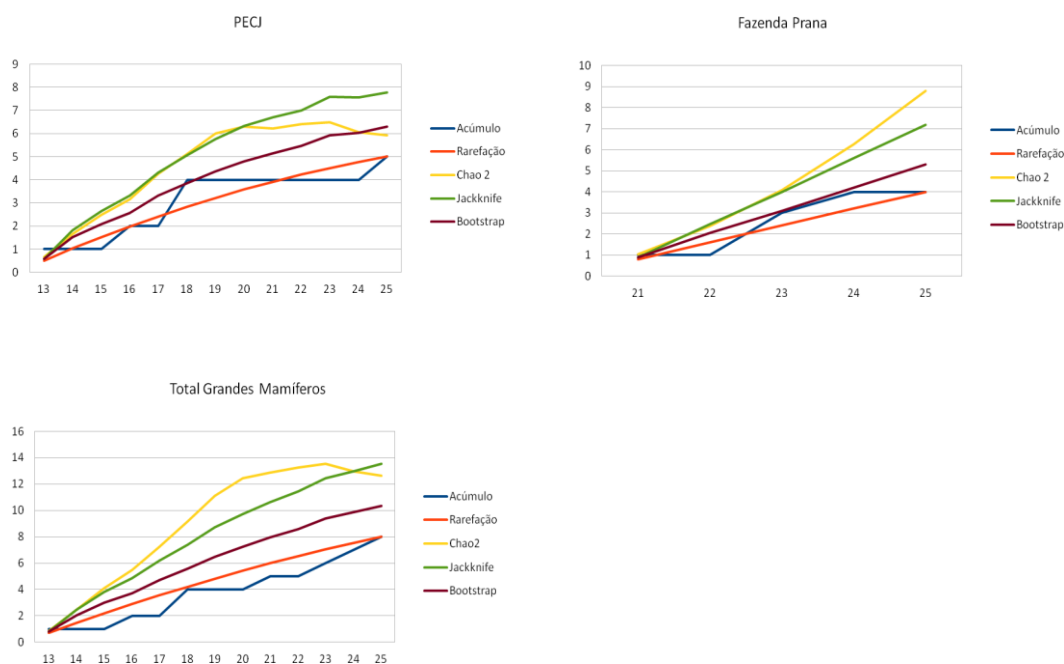 PECJ
9
8
7
6
5
4
3
2
1
0
13 14 15 16 17 18 19 20 21 22 23 24 25
Acúmulo
Rarefação
Chao 2
Jackknife
Bootstrap
Fazenda Prana
10
9
8
7
6
5
4
3
2
1
0
21 22 23 24 25
Acúmulo
Rarefação
Chao 2
Jackknife
Bootstrap
Total Grandes Mamíferos
16
14
12
10
8
6
4
2
0
13 14 15 16 17 18 19 20 21 22 23 24 25
Acúmulo
Rarefação
Chao2
Jackknife
Bootstrap